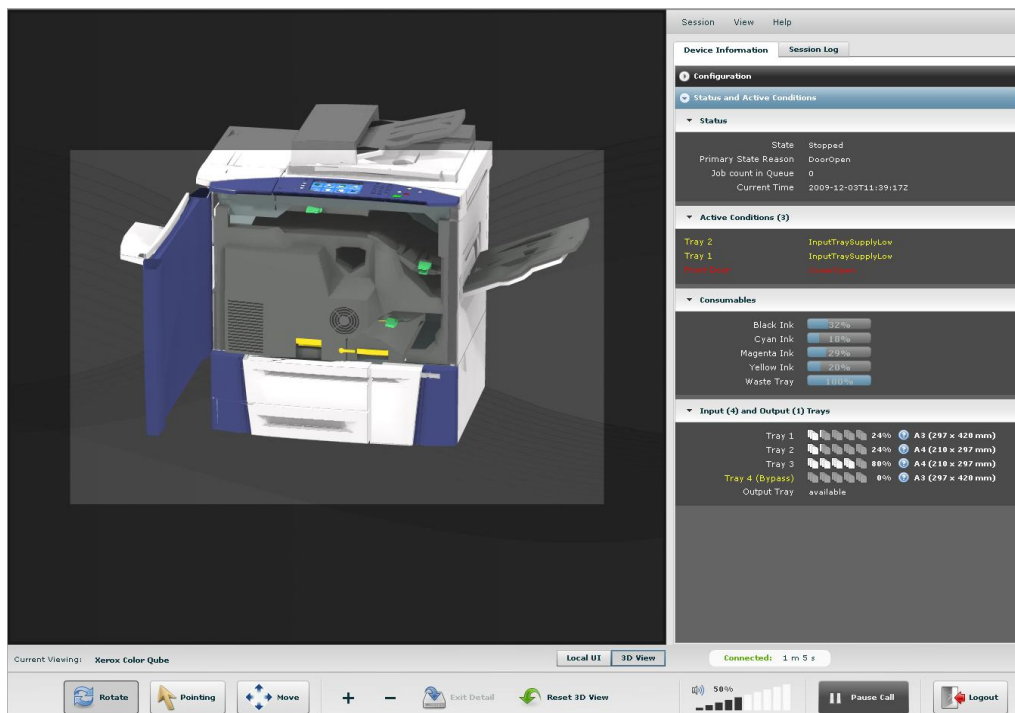 Session View Help
Device Information Session Log
Configuration
Status and Active Conditions
Status
State Stopped
Primary State Reason DoorOpen
Job count in Queue 0
Current Time 2009-12-03T11:39:17Z
Active Conditions (3)
Tray 2 InputTraySupplyLow
Tray 1 InputTraySupplyLow
Consumables
Black Ink 32%
Cyan Ink 18%
Magenta Ink 29%
Yellow Ink 20%
Waste Tray 100%
Input (4) and Output (1) Trays
Tray 1 24% ? A3 (297 x 420 mm)
Tray 2 24% ? A4 (210 x 297 mm)
Tray 3 80% ? A4 (210 x 297 mm)
Tray 4 (Bypass) 0% ? A3 (297 x 420 mm)
Output Tray available
Current Viewing: Xerox Color Qube Local UI 3D View Connected: 1 m 5 s
Rotate Pointing Move + − Exit Detail Reset 3D View 50% Pause Call Logout